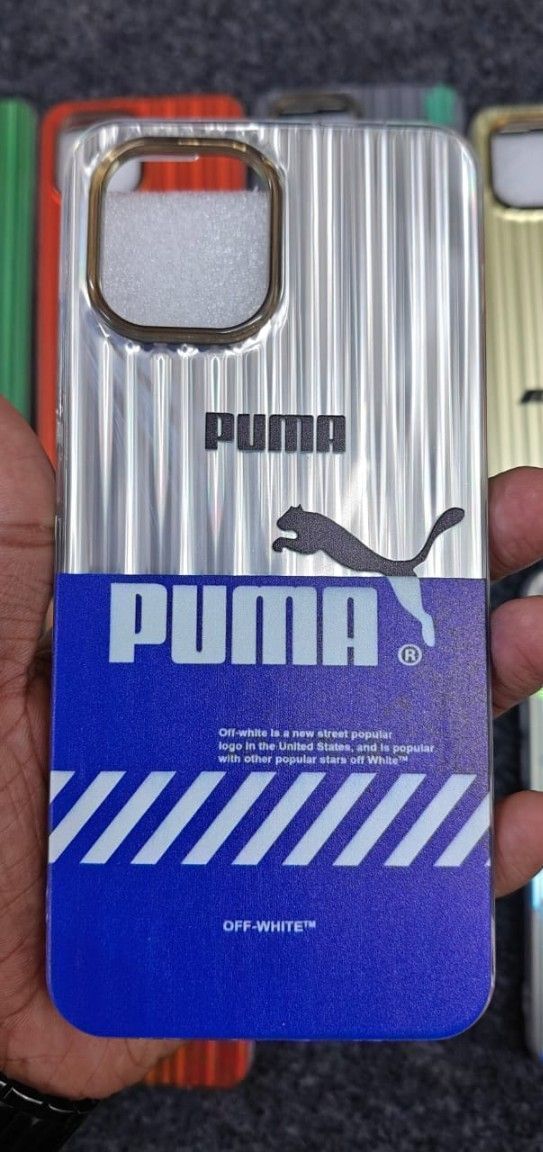 PUMA
PUMA ®
Off-white is a new street popular
logo in the United States, and is popular
with other popular stars off White™
OFF-WHITE™